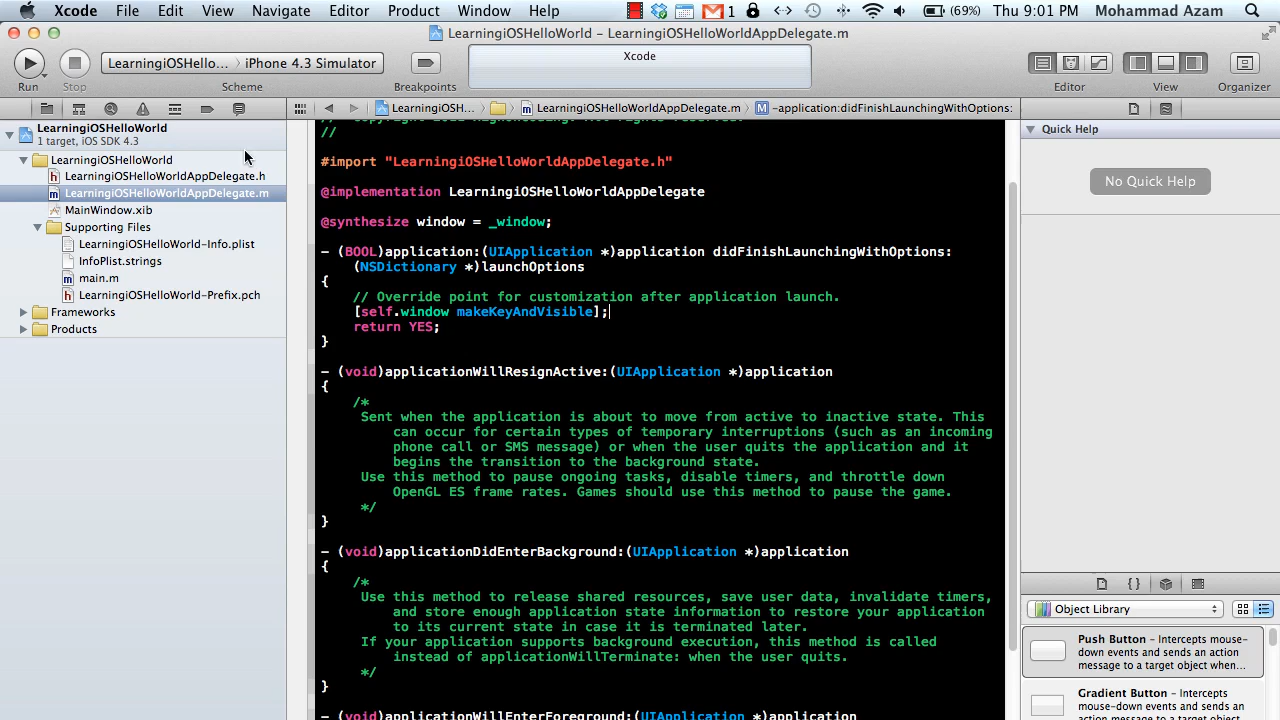 Xcode File Edit View Navigate Editor Product Window Help 1 (69%) Thu 9:01 PM Mohammad Azam
LearningiOSHelloWorld – LearningiOSHelloWorldAppDelegate.m
LearningiOSHello... iPhone 4.3 Simulator
Xcode
Run Stop Scheme Breakpoints Editor View Organizer
LearningiOSH... LearningiOSHelloWorldAppDelegate.m M -application:didFinishLaunchingWithOptions:
LearningiOSHelloWorld
1 target, iOS SDK 4.3
LearningiOSHelloWorld
LearningiOSHelloWorldAppDelegate.h
LearningiOSHelloWorldAppDelegate.m
MainWindow.xib
Supporting Files
LearningiOSHelloWorld-Info.plist
InfoPlist.strings
main.m
LearningiOSHelloWorld-Prefix.pch
Frameworks
Products
//
#import "LearningiOSHelloWorldAppDelegate.h"
@implementation LearningiOSHelloWorldAppDelegate
@synthesize window = _window;
- (BOOL)application:(UIApplication *)application didFinishLaunchingWithOptions:
(NSDictionary *)launchOptions
{
// Override point for customization after application launch.
[self.window makeKeyAndVisible];
return YES;
}
- (void)applicationWillResignActive:(UIApplication *)application
{
/*
Sent when the application is about to move from active to inactive state. This
can occur for certain types of temporary interruptions (such as an incoming
phone call or SMS message) or when the user quits the application and it
begins the transition to the background state.
Use this method to pause ongoing tasks, disable timers, and throttle down
OpenGL ES frame rates. Games should use this method to pause the game.
*/
}
- (void)applicationDidEnterBackground:(UIApplication *)application
{
/*
Use this method to release shared resources, save user data, invalidate timers,
and store enough application state information to restore your application
to its current state in case it is terminated later.
If your application supports background execution, this method is called
instead of applicationWillTerminate: when the user quits.
*/
}
- (void)applicationWillEnterForeground:(UIApplication *)application
Quick Help
No Quick Help
{ }
Object Library
Push Button – Intercepts mouse-
down events and sends an action
message to a target object when...
Gradient Button – Intercepts
mouse-down events and sends an